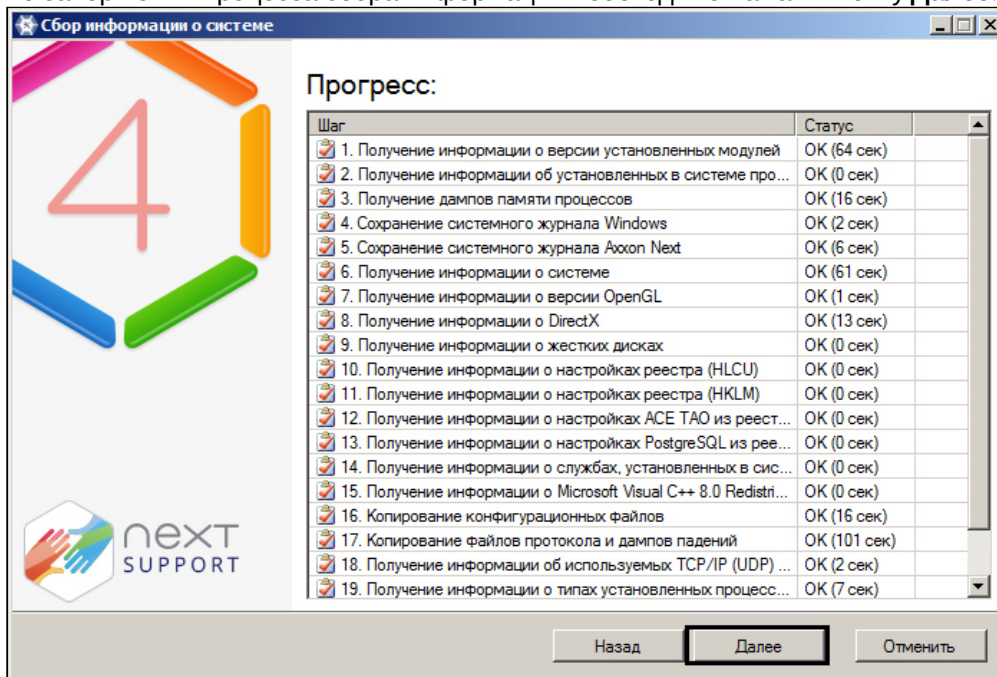 Сбор информации о системе
4
Прогресс:
Шаг Статус
1. Получение информации о версии установленных модулей OK (64 сек)
2. Получение информации об установленных в системе про... OK (0 сек)
3. Получение дампов памяти процессов OK (16 сек)
4. Сохранение системного журнала Windows OK (2 сек)
5. Сохранение системного журнала Axxon Next OK (6 сек)
6. Получение информации о системе OK (61 сек)
7. Получение информации о версии OpenGL OK (1 сек)
8. Получение информации о DirectX OK (13 сек)
9. Получение информации о жестких дисках OK (0 сек)
10. Получение информации о настройках реестра (HLCU) OK (0 сек)
11. Получение информации о настройках реестра (HKLM) OK (0 сек)
12. Получение информации о настройках ACE TAO из реест... OK (0 сек)
13. Получение информации о настройках PostgreSQL из рее... OK (0 сек)
14. Получение информации о службах, установленных в сис... OK (0 сек)
15. Получение информации о Microsoft Visual C++ 8.0 Redistri... OK (0 сек)
16. Копирование конфигурационных файлов OK (16 сек)
17. Копирование файлов протокола и дампов падений OK (101 сек)
18. Получение информации об используемых TCP/IP (UDP) ... OK (2 сек)
19. Получение информации о типах установленных процесс... OK (7 сек)
next
SUPPORT
Назад Далее Отменить